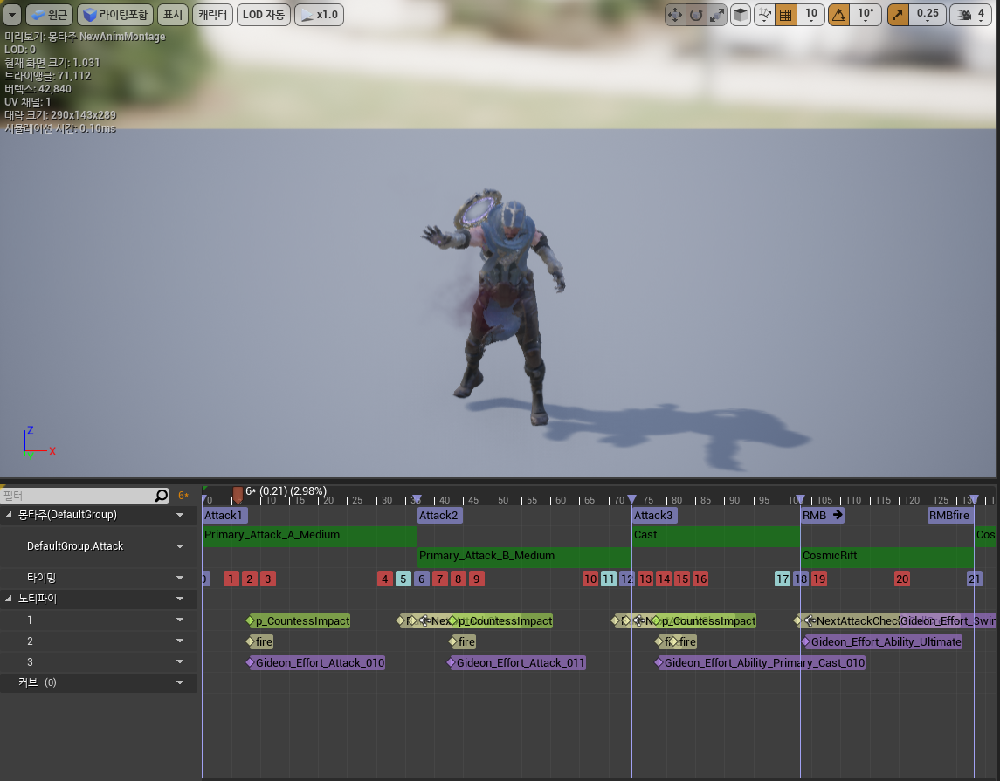 원근 라이팅포함 표시 캐릭터 LOD 자동 x1.0 10 10° 0.25 4
미리보기: 몽타주 NewAnimMontage
LOD: 0
현재 화면 크기: 1.031
트라이앵글: 71,112
버텍스: 42,840
UV 채널: 1
대략 크기: 290x143x289
시뮬레이션 시간: 0.10ms
Z
X
Y
필터 6*
6* (0.21) (2.98%)
0 5 10 15 20 25 30 35 40 45 50 55 60 65 70 75 80 85 90 95 100 105 110 115 120 125 130
몽타주(DefaultGroup) Attack1 Attack2 Attack3 RMB RMBfire
DefaultGroup.Attack
Primary_Attack_A_Medium Cast Cos
Primary_Attack_B_Medium CosmicRift
타이밍 0 1 2 3 4 5 6 7 8 9 10 11 12 13 14 15 16 17 18 19 20 21
노티파이
1 p_CountessImpact Nex p_CountessImpact N p_CountessImpact NextAttackChec Gideon_Effort_Swin
2 fire fire fi fire Gideon_Effort_Ability_Ultimate
3 Gideon_Effort_Attack_010 Gideon_Effort_Attack_011 Gideon_Effort_Ability_Primary_Cast_010
커브 (0)